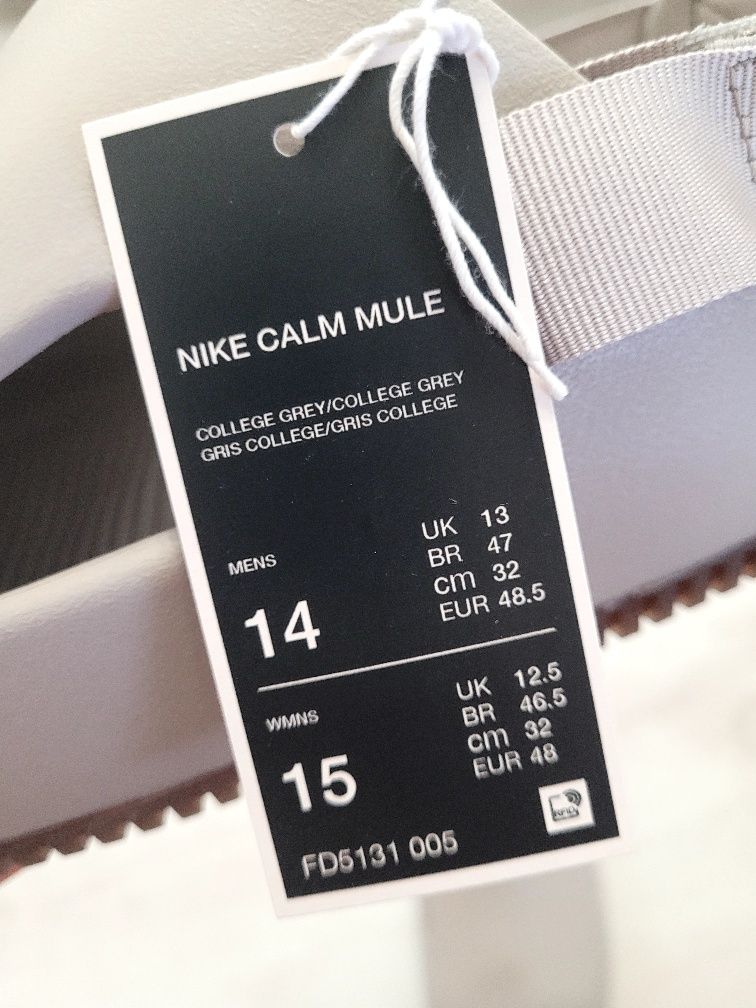 NIKE CALM MULE
COLLEGE GREY/COLLEGE GREY
GRIS COLLEGE/GRIS COLLEGE
MENS
14
UK 13
BR 47
cm 32
EUR 48.5
WMNS
15
UK 12.5
BR 46.5
cm 32
EUR 48
FD5131 005
RFID